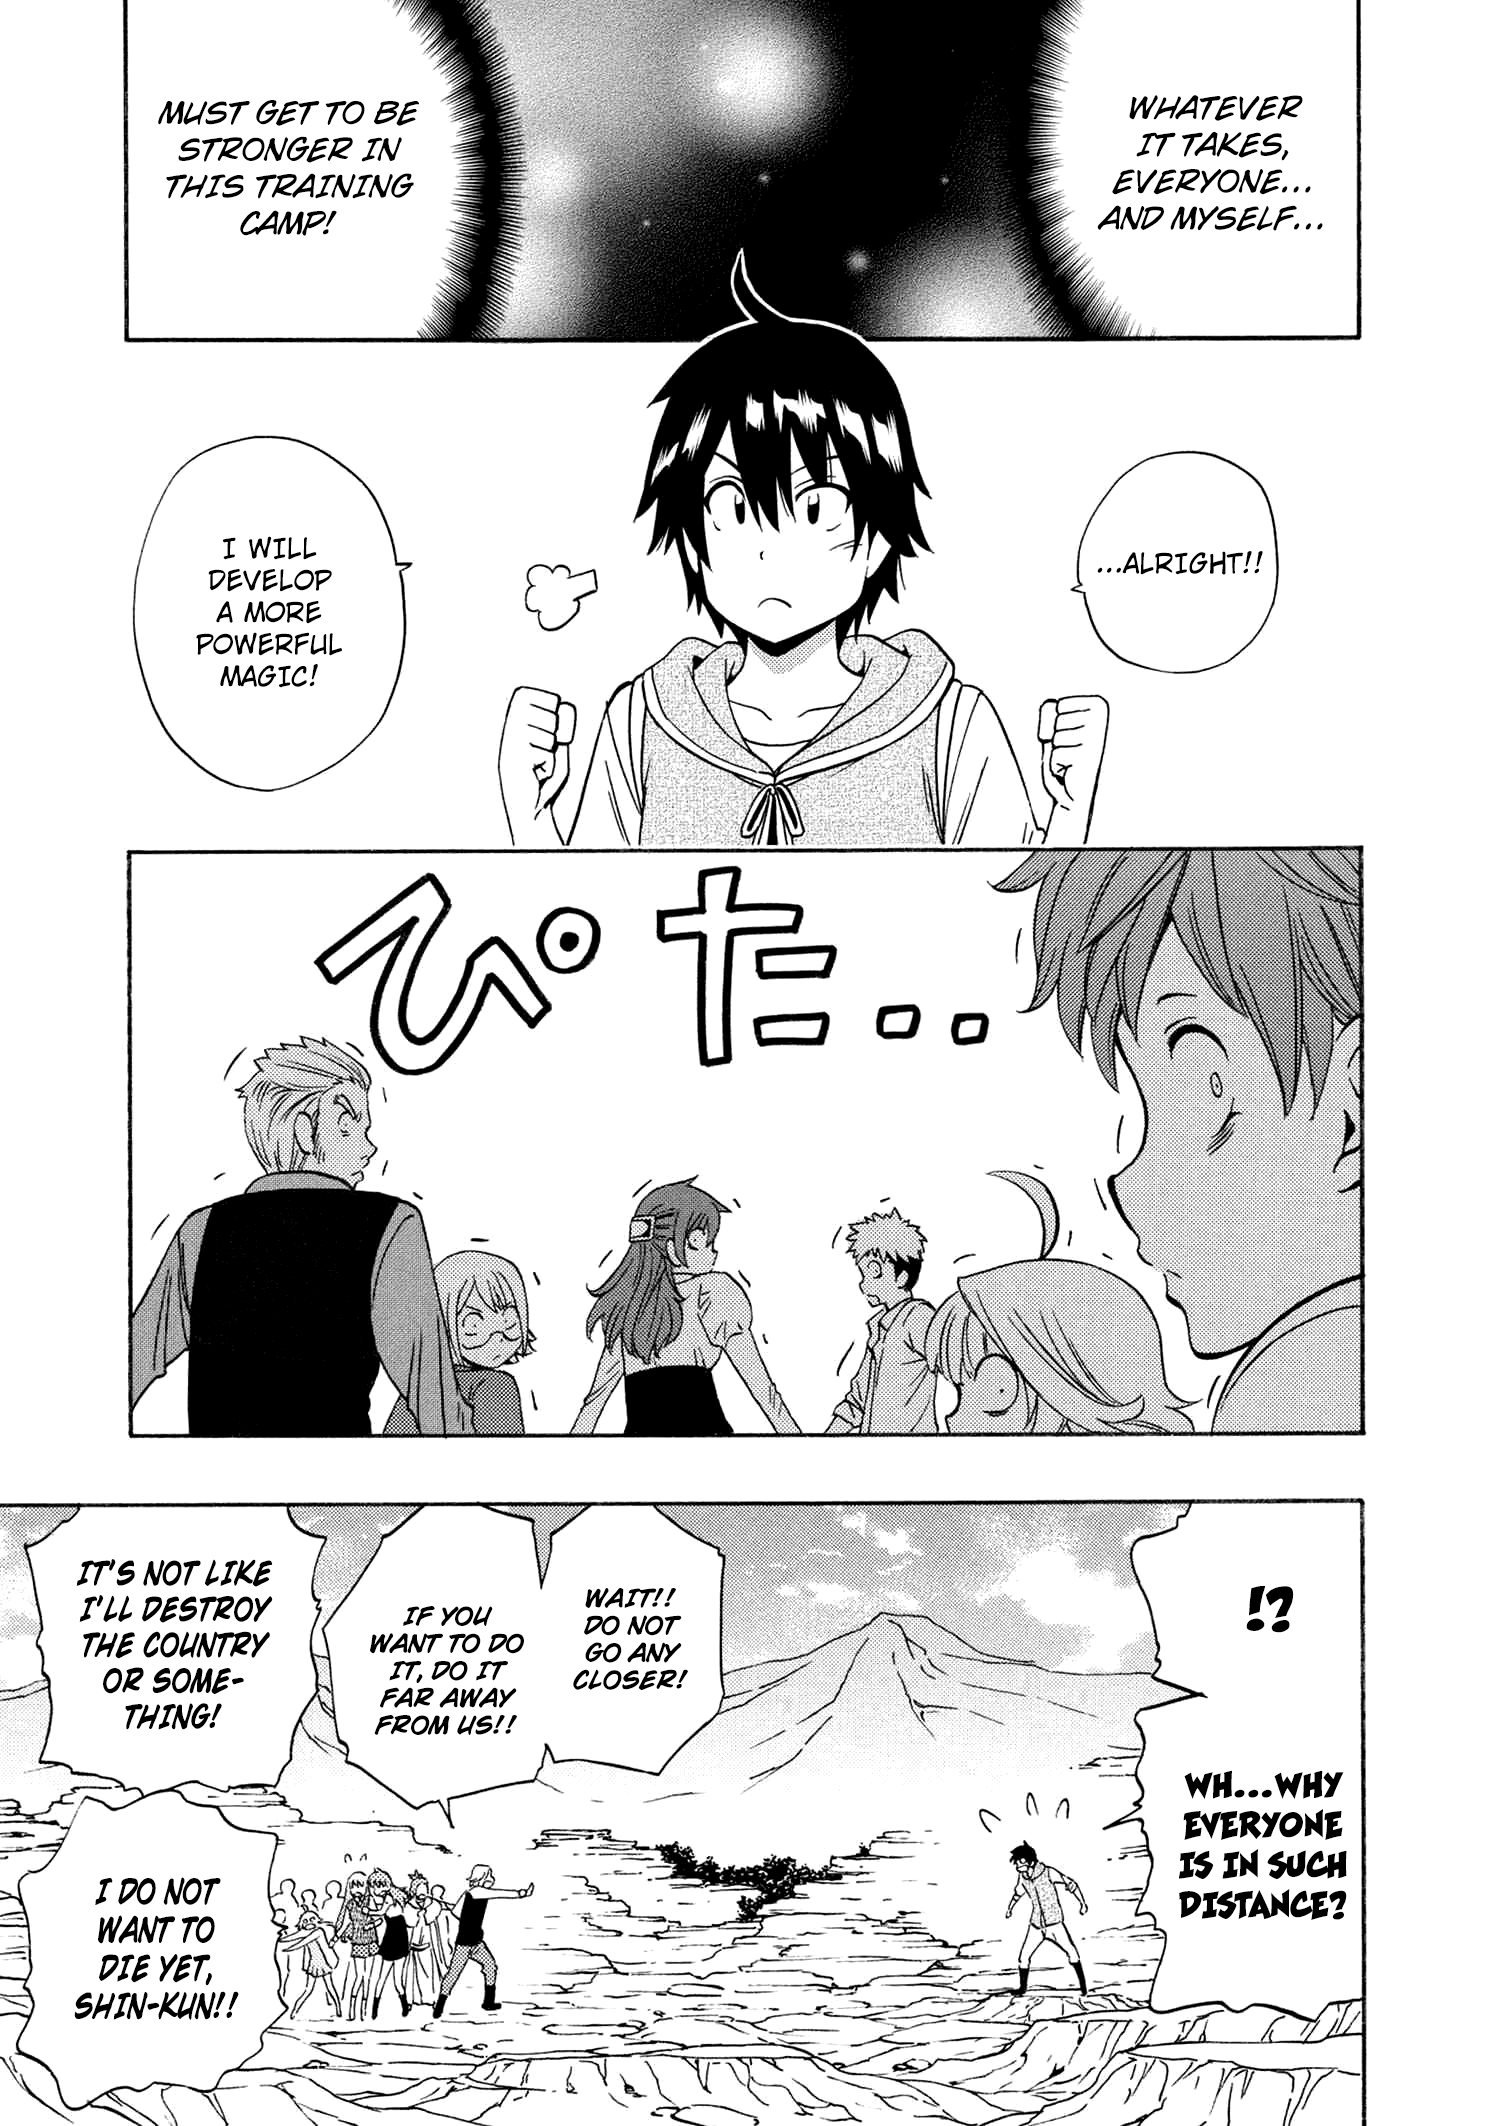 WHATEVER
IT TAKES,
EVERYONE...
AND MYSELF...
MUST GET TO BE
STRONGER IN
THIS TRAINING
CAMP!
...ALRIGHT!!
I WILL
DEVELOP
A MORE
POWERFUL
MAGIC!
ぴた..
!?
WH...WHY
EVERYONE
IS IN SUCH
DISTANCE?
WAIT!!
DO NOT
GO ANY
CLOSER!
IF YOU
WANT TO DO
IT, DO IT
FAR AWAY
FROM US!!
IT'S NOT LIKE
I'LL DESTROY
THE COUNTRY
OR SOME-
THING!
I DO NOT
WANT TO
DIE YET,
SHIN-KUN!!